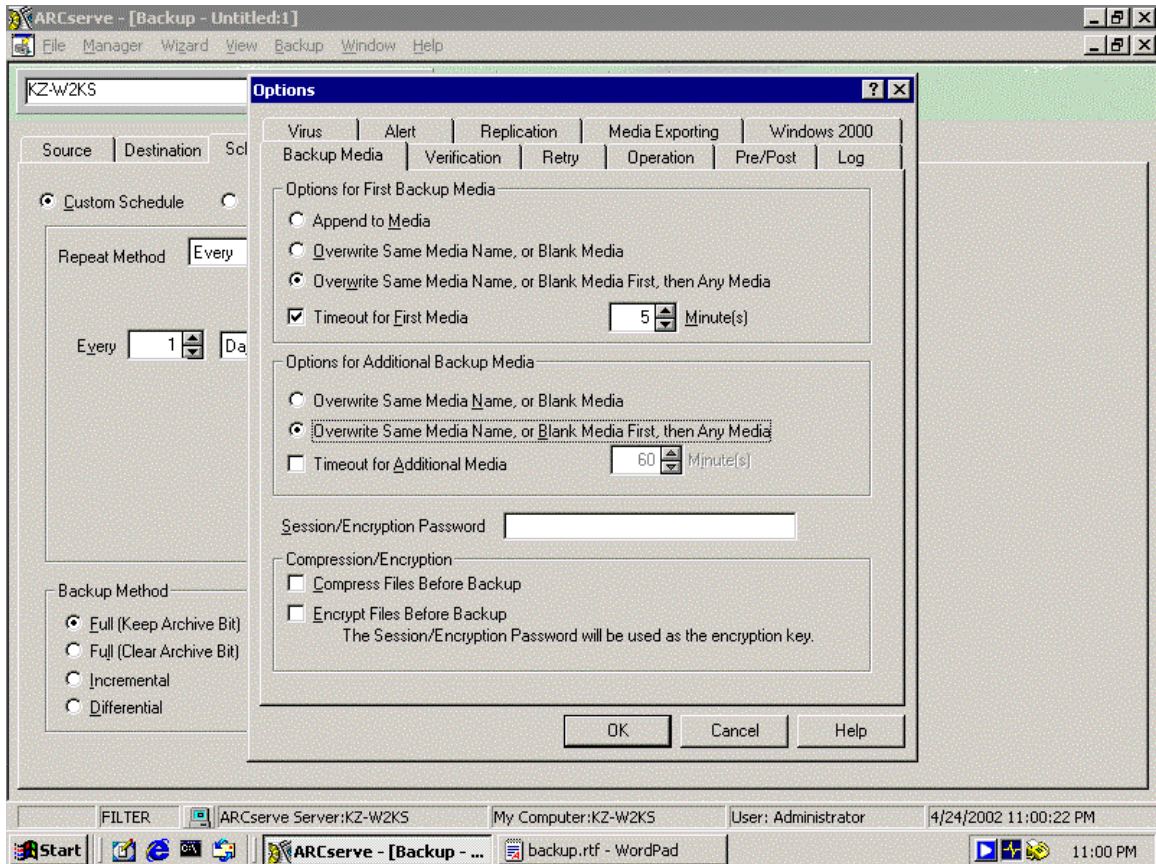 ARCserve - [Backup - Untitled:1]
File Manager Wizard View Backup Window Help
KZ-W2KS
Source Destination Scl
Custom Schedule
Repeat Method Every
Every 1 Da
Backup Method
Full (Keep Archive Bit)
Full (Clear Archive Bit)
Incremental
Differential
Options
Virus Alert Replication Media Exporting Windows 2000
Backup Media Verification Retry Operation Pre/Post Log
Options for First Backup Media
Append to Media
Overwrite Same Media Name, or Blank Media
Overwrite Same Media Name, or Blank Media First, then Any Media
Timeout for First Media 5 Minute(s)
Options for Additional Backup Media
Overwrite Same Media Name, or Blank Media
Overwrite Same Media Name, or Blank Media First, then Any Media
Timeout for Additional Media 60 Minute(s)
Session/Encryption Password
Compression/Encryption
Compress Files Before Backup
Encrypt Files Before Backup
The Session/Encryption Password will be used as the encryption key.
OK Cancel Help
FILTER ARCserve Server:KZ-W2KS My Computer:KZ-W2KS User: Administrator 4/24/2002 11:00:22 PM
Start ARCserve - [Backup - ... backup.rtf - WordPad 11:00 PM